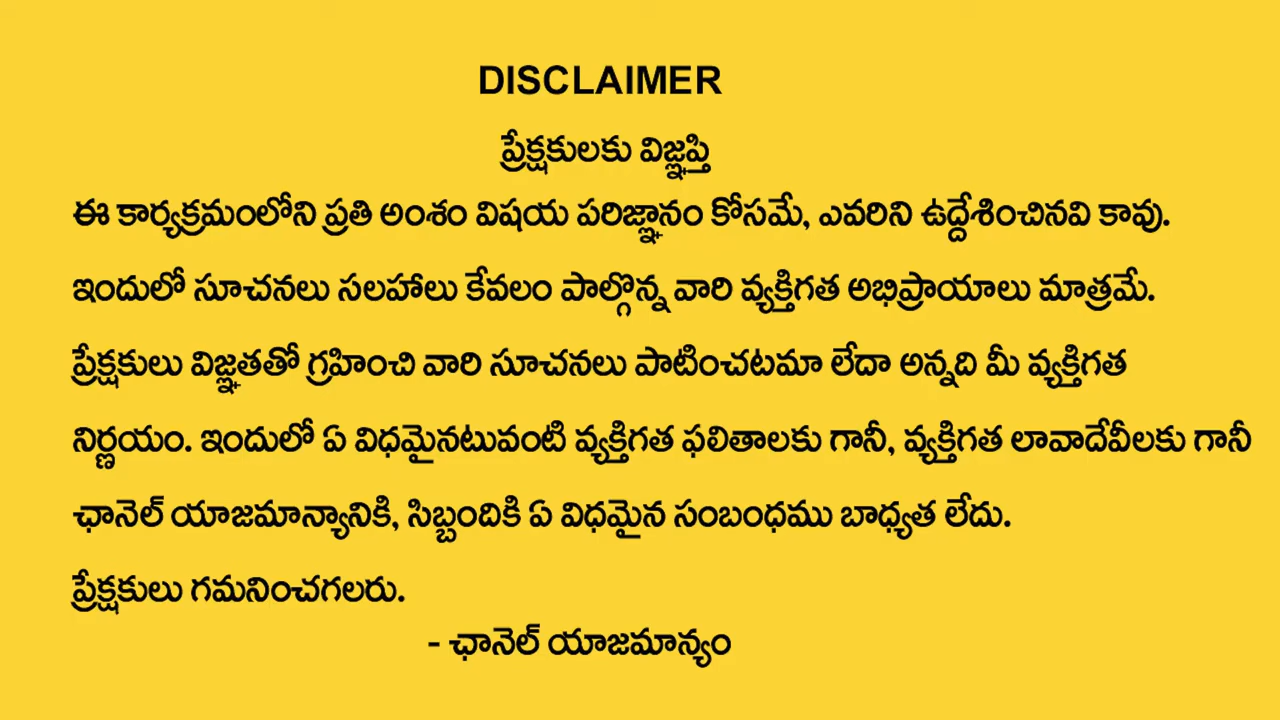 DISCLAIMER
ప్రేక్షకులకు విజ్ఞప్తి
ఈ కార్యక్రమంలోని ప్రతి అంశం విషయ పరిజ్ఞానం కోసమే, ఎవరిని ఉద్దేశించినవి కావు.
ఇందులో సూచనలు సలహాలు కేవలం పాల్గొన్న వారి వ్యక్తిగత అభిప్రాయాలు మాత్రమే.
ప్రేక్షకులు విజ్ఞతతో గ్రహించి వారి సూచనలు పాటించటమా లేదా అన్నది మీ వ్యక్తిగత
నిర్ణయం. ఇందులో ఏ విధమైనటువంటి వ్యక్తిగత ఫలితాలకు గానీ, వ్యక్తిగత లావాదేవీలకు గానీ
ఛానెల్ యాజమాన్యానికి, సిబ్బందికి ఏ విధమైన సంబంధము బాధ్యత లేదు.
ప్రేక్షకులు గమనించగలరు.
- ఛానెల్ యాజమాన్యం